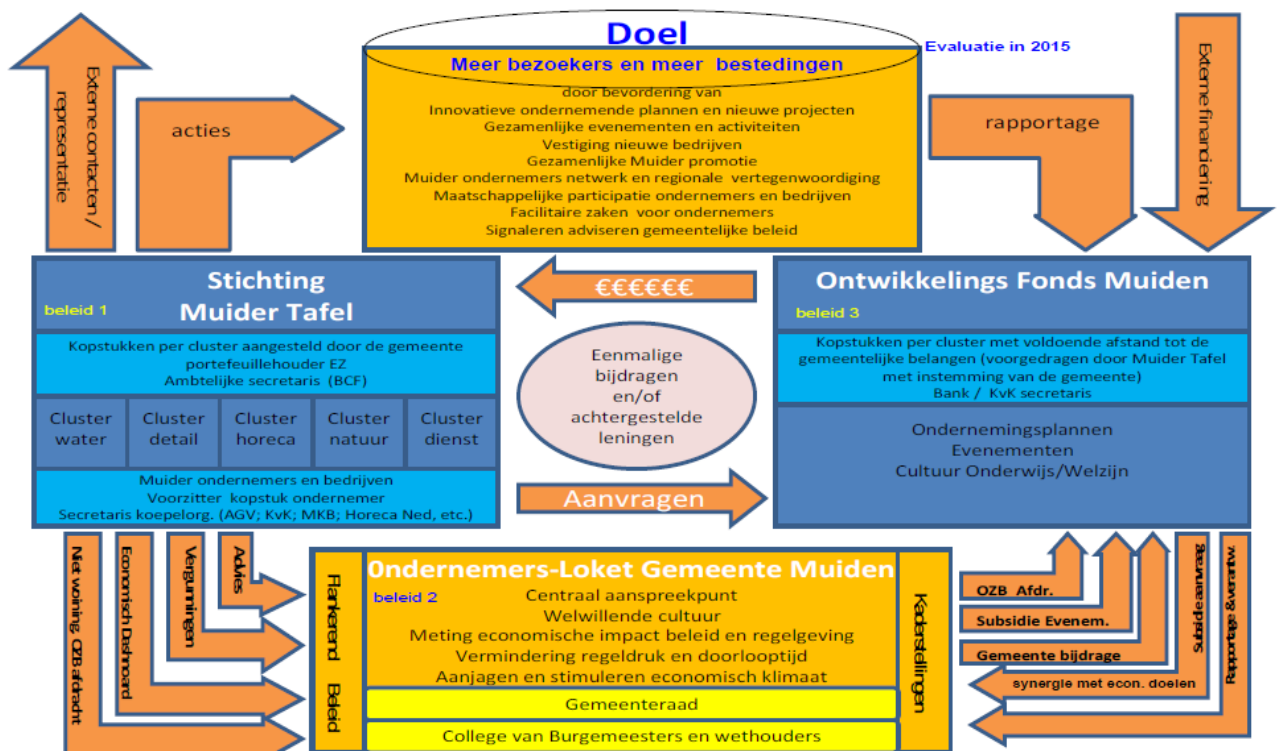 Doel
Evaluatie in 2015
Meer bezoekers en meer bestedingen
door bevordering van
Innovatieve ondernemende plannen en nieuwe projecten
Gezamenlijke evenementen en activiteiten
Vestiging nieuwe bedrijven
Gezamenlijke Muider promotie
Muider ondernemers netwerk en regionale vertegenwoordiging
Maatschappelijke participatie ondernemers en bedrijven
Facilitaire zaken voor ondernemers
Signaleren adviseren gemeentelijke beleid
Externe contacten /
representatie
acties
rapportage
Externe financiering
Stichting
Muider Tafel
beleid 1
Kopstukken per cluster aangesteld door de gemeente
portefeuillehouder EZ
Ambtelijke secretaris (BCF)
Cluster
water
Cluster
detail
Cluster
horeca
Cluster
natuur
Cluster
dienst
Muider ondernemers en bedrijven
Voorzitter kopstuk ondernemer
Secretaris koepelorg. (AGV; KvK; MKB; Horeca Ned, etc.)
€€€€€€
Eenmalige
bijdragen
en/of
achtergestelde
leningen
Aanvragen
Ontwikkelings Fonds Muiden
beleid 3
Kopstukken per cluster met voldoende afstand tot de
gemeentelijke belangen (voorgedragen door Muider Tafel
met instemming van de gemeente)
Bank / KvK secretaris
Ondernemingsplannen
Evenementen
Cultuur Onderwijs/Welzijn
Niet woining, OZB afdracht
Economisch Dashboard
Vergunningen
Advies
Flankerend Beleid
0ndernemers-Loket Gemeente Muiden
beleid 2
Centraal aanspreekpunt
Welwillende cultuur
Meting economische impact beleid en regelgeving
Vermindering regeldruk en doorlooptijd
Aanjagen en stimuleren economisch klimaat
Gemeenteraad
College van Burgemeesters en wethouders
Kaderstellingen
OZB Afdr.
Subsidie Evenem.
Gemeente bijdrage
synergie met econ. doelen
Rapportage & verantw.